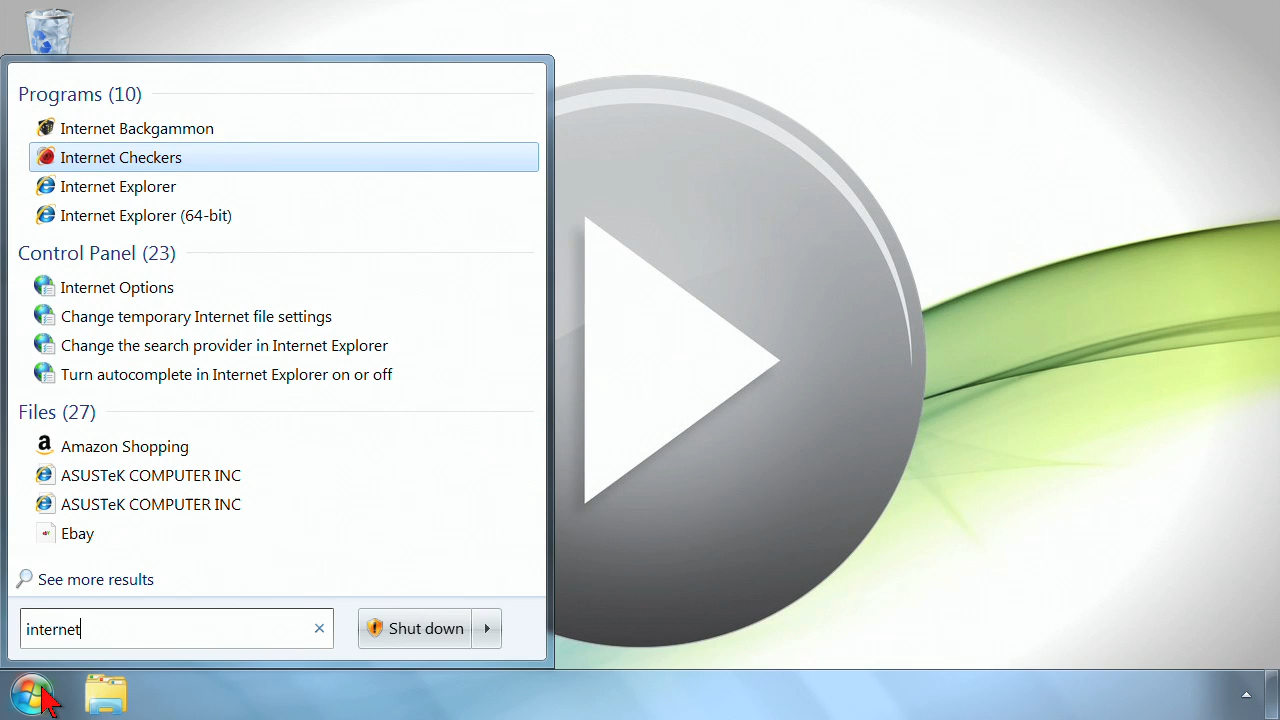 Programs (10)
Internet Backgammon
Internet Checkers
Internet Explorer
Internet Explorer (64-bit)
Control Panel (23)
Internet Options
Change temporary Internet file settings
Change the search provider in Internet Explorer
Turn autocomplete in Internet Explorer on or off
Files (27)
Amazon Shopping
ASUSTeK COMPUTER INC
ASUSTeK COMPUTER INC
Ebay
See more results
internet
Shut down